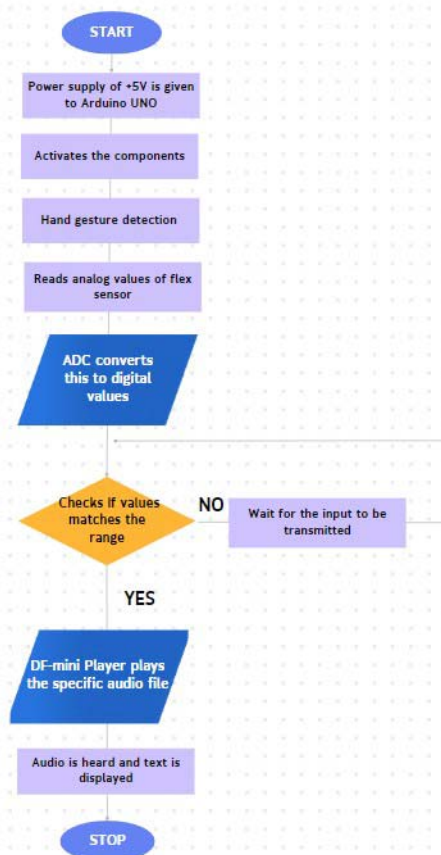 START
Power supply of +5V is given
to Arduino UNO
Activates the components
Hand gesture detection
Reads analog values of flex
sensor
ADC converts
this to digital
values
Checks if values
matches the
range
NO
Wait for the input to be
transmitted
YES
DF-mini Player plays
the specific audio file
Audio is heard and text is
displayed
STOP